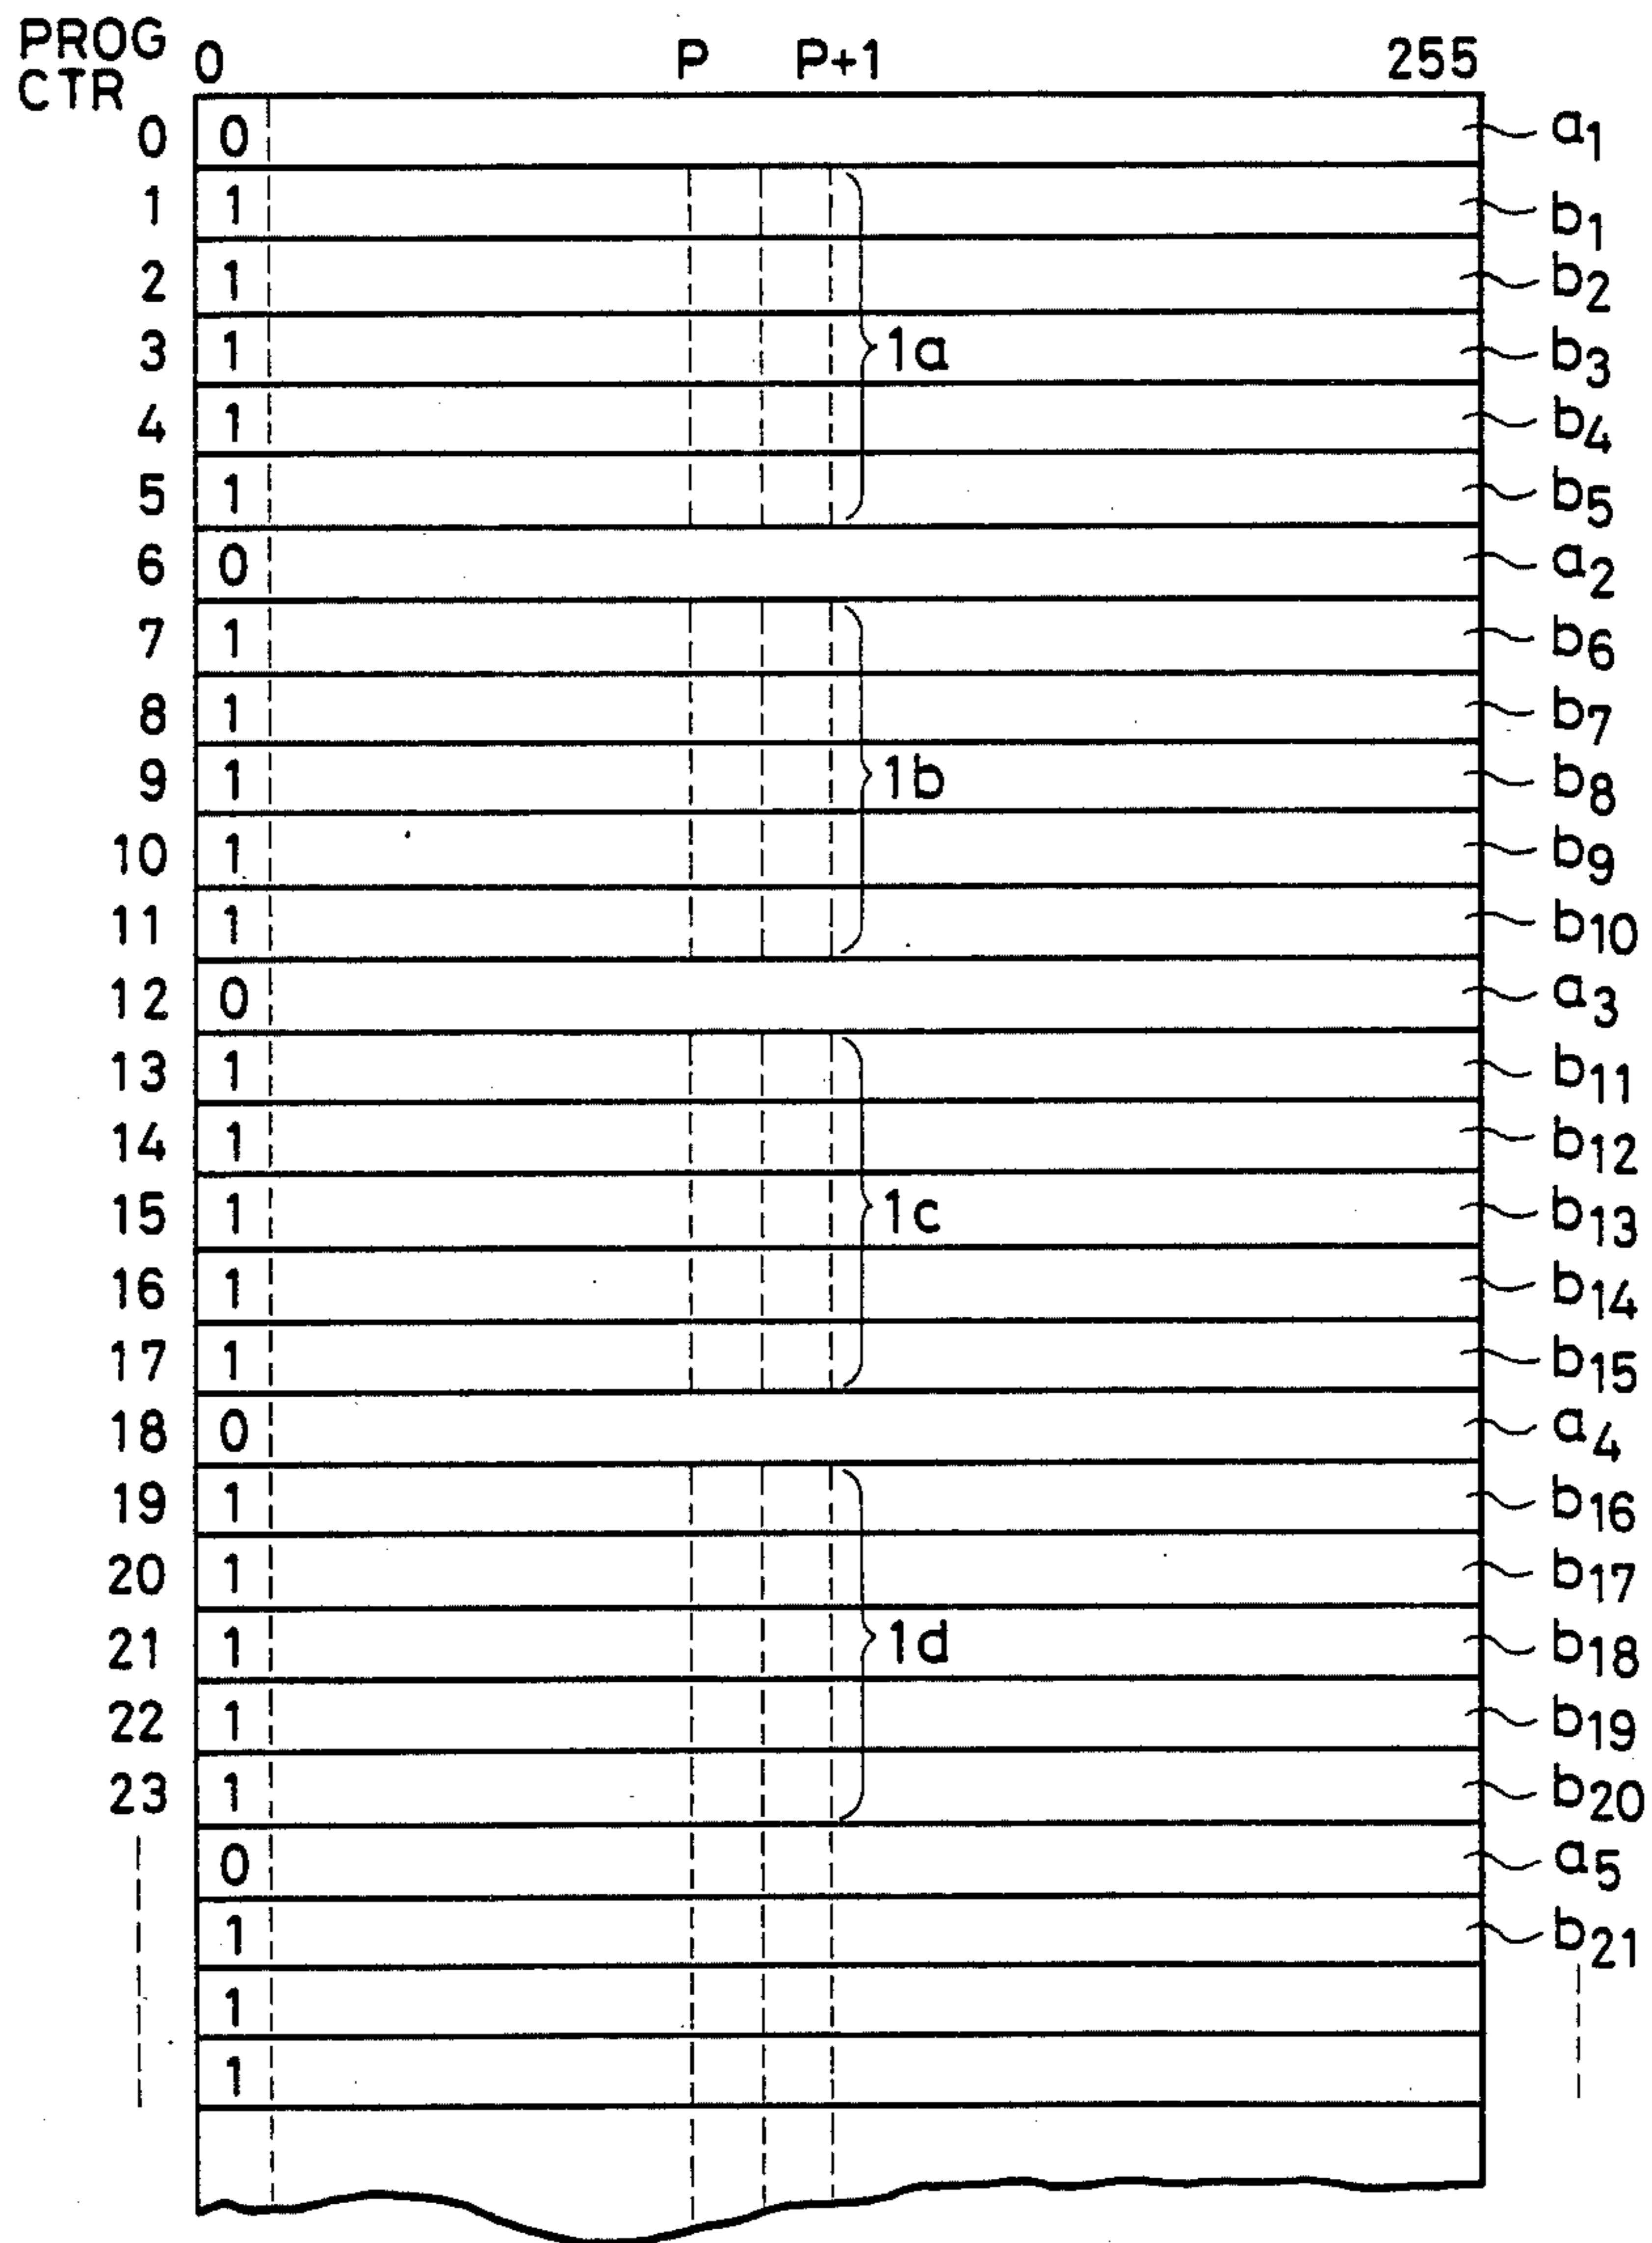 PROG CTR 0 P P+1 255
0 0 a1
1 1 b1
2 1 b2
3 1 1a b3
4 1 b4
5 1 b5
6 0 a2
7 1 b6
8 1 b7
9 1 1b b8
10 1 b9
11 1 b10
12 0 a3
13 1 b11
14 1 b12
15 1 1c b13
16 1 b14
17 1 b15
18 0 a4
19 1 b16
20 1 b17
21 1 1d b18
22 1 b19
23 1 b20
0 a5
1 b21
1
1